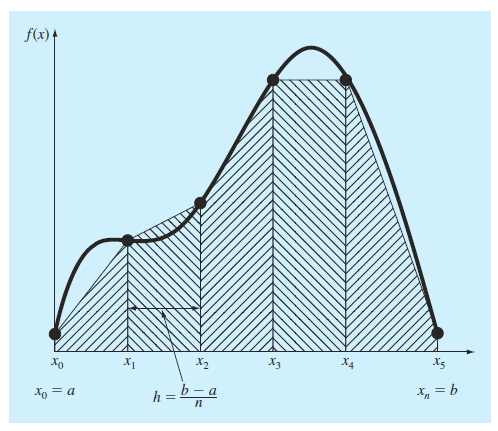 f(x)
x₀ x₁ x₂ x₃ x₄ x₅
x₀ = a h = b − a / n xₙ = b